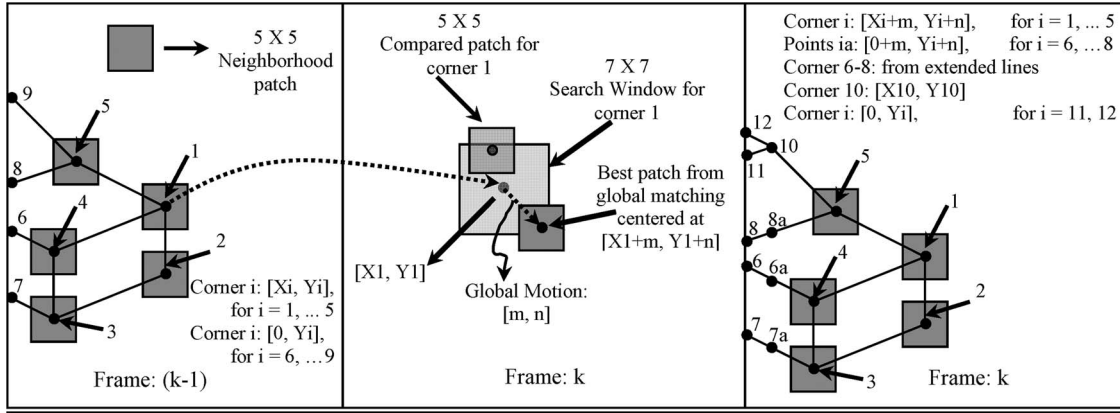 5 X 5
Neighborhood
patch
9
5
8
1
4
6
2
7
3
Corner i: [Xi, Yi],
for i = 1, ... 5
Corner i: [0, Yi],
for i = 6, ...9
Frame: (k-1)
5 X 5
Compared patch for
corner 1
7 X 7
Search Window for
corner 1
Best patch from
global matching
centered at
[X1+m, Y1+n]
[X1, Y1]
Global Motion:
[m, n]
Frame: k
Corner i: [Xi+m, Yi+n], for i = 1, ... 5
Points ia: [0+m, Yi+n], for i = 6, ...8
Corner 6-8: from extended lines
Corner 10: [X10, Y10]
Corner i: [0, Yi], for i = 11, 12
12
10
11
5
8
8a
1
4
6
6a
2
7
7a
3
Frame: k